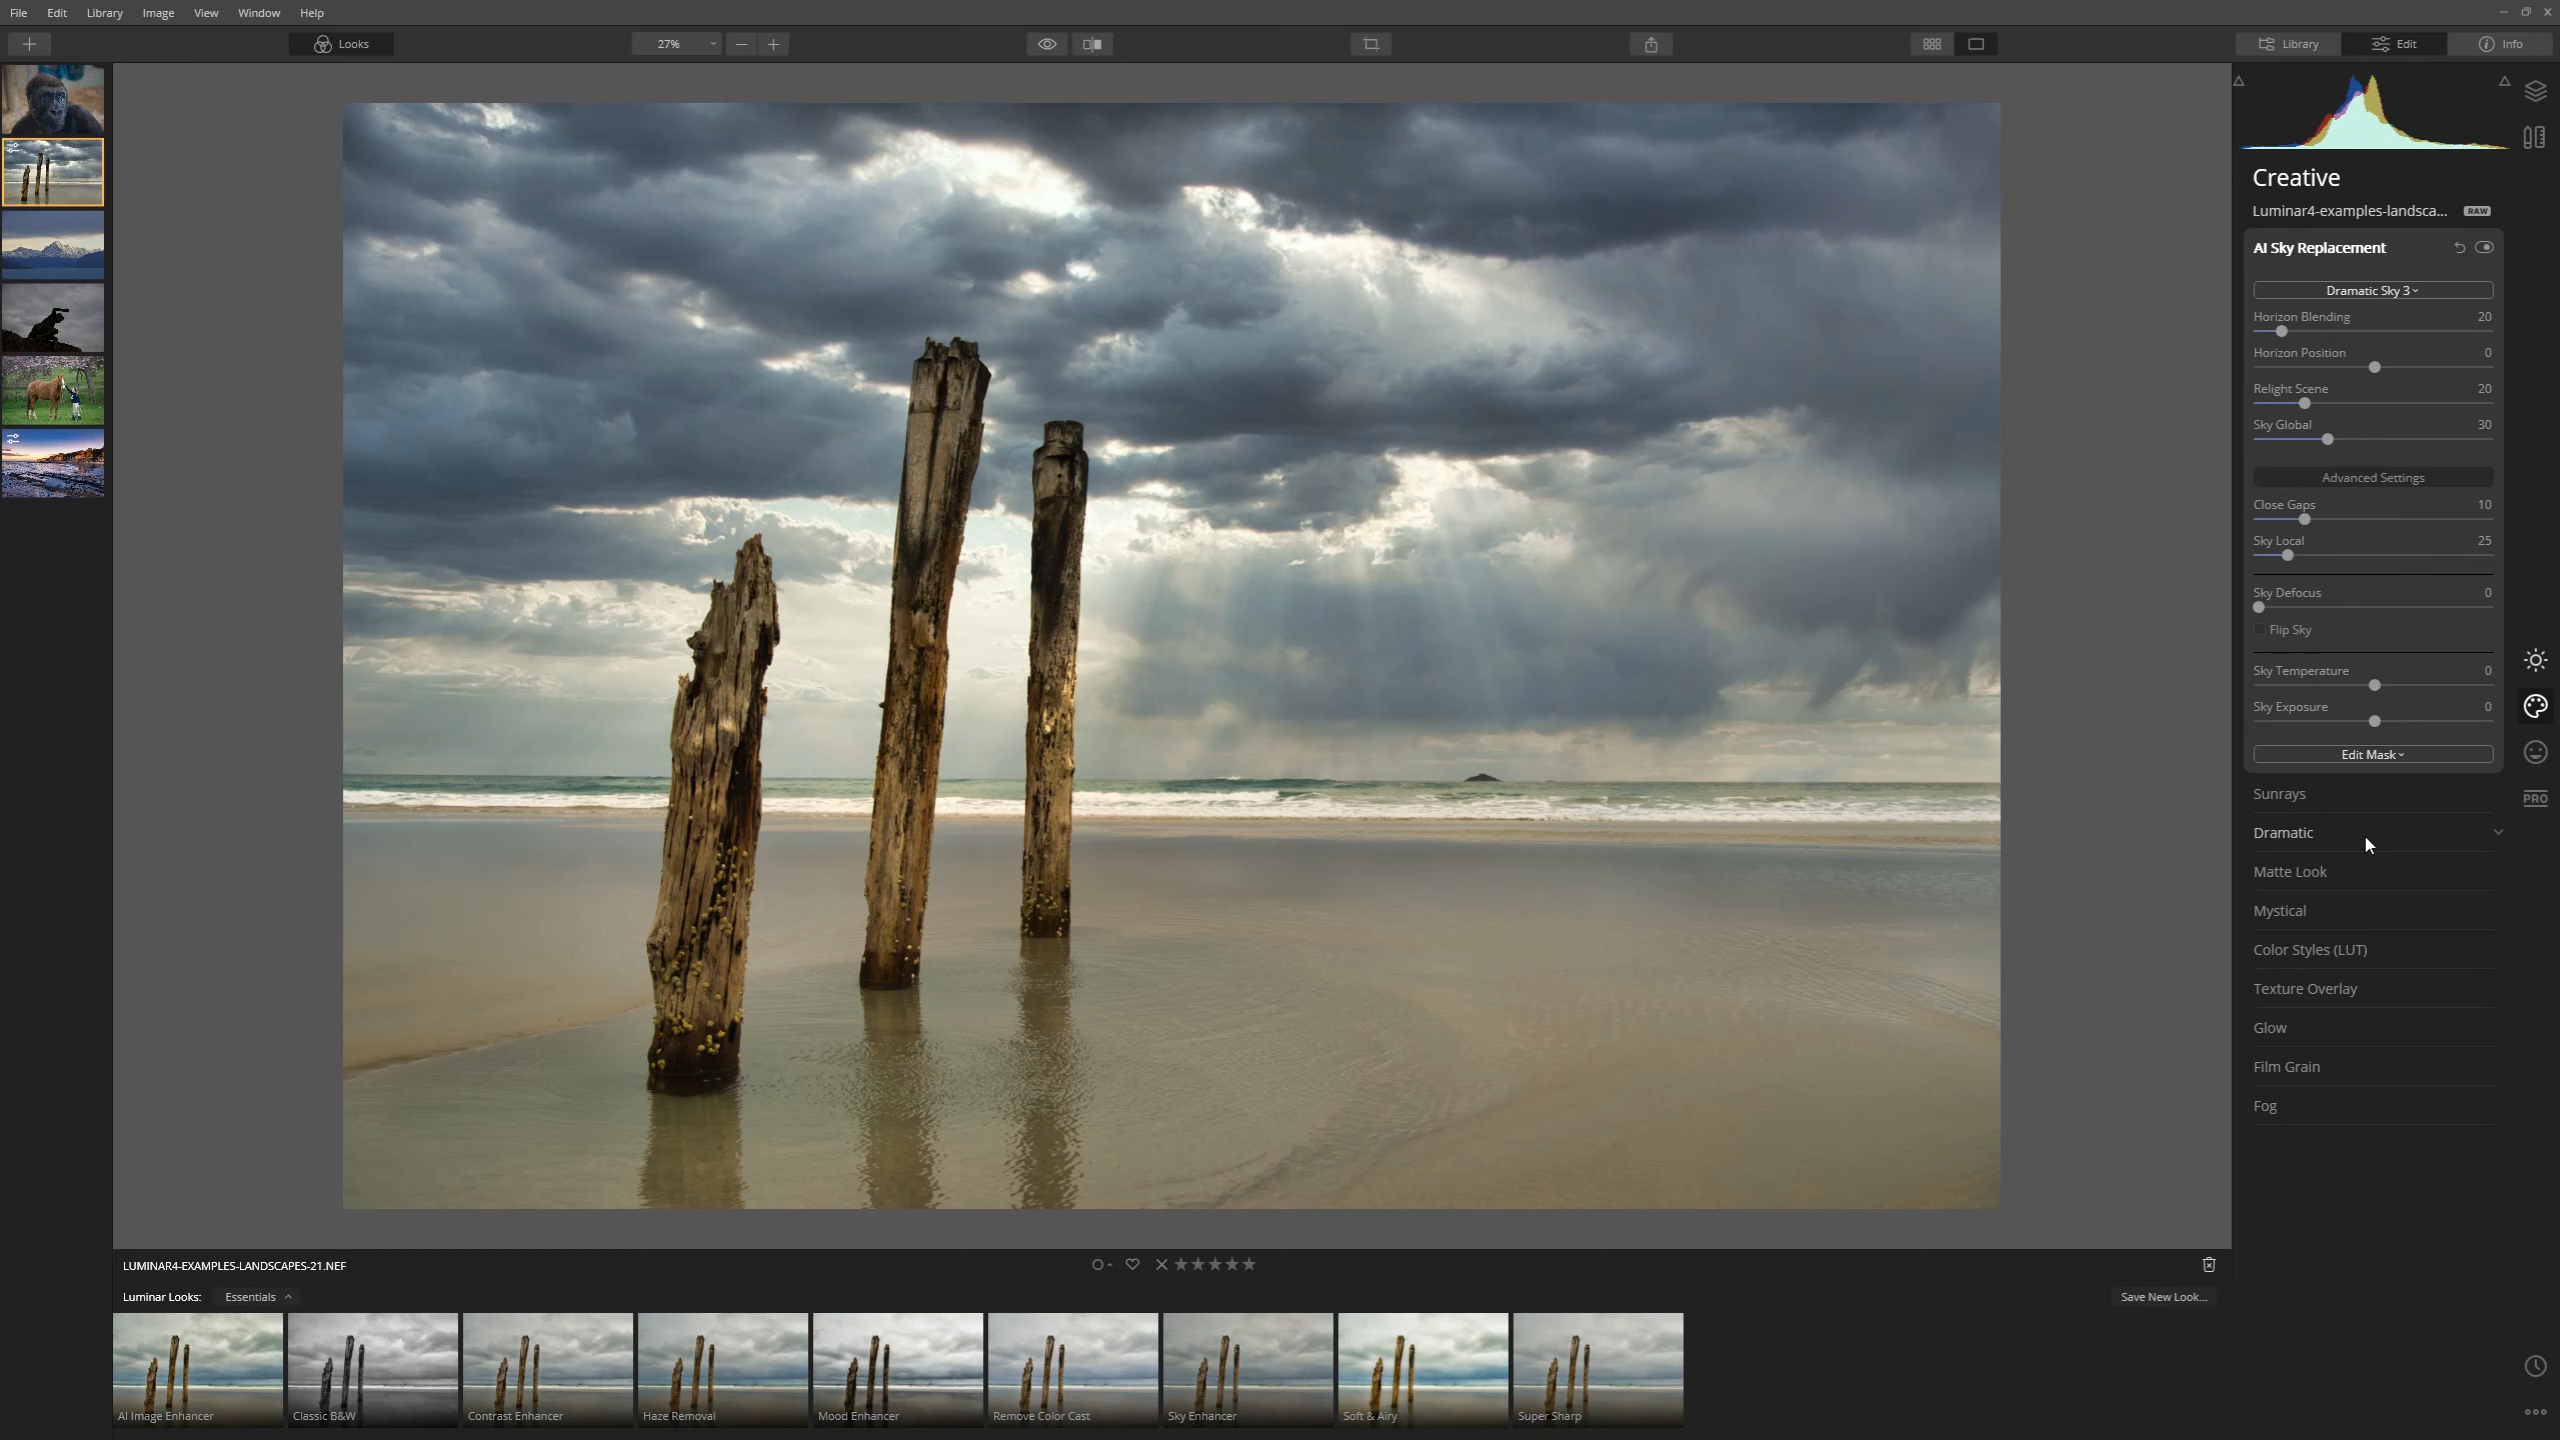 File Edit Library Image View Window Help
Looks 27% Library Edit Info
Creative
Luminar4-examples-landsca... RAW
AI Sky Replacement
Dramatic Sky 3
Horizon Blending 20
Horizon Position 0
Relight Scene 20
Sky Global 30
Advanced Settings
Close Gaps 10
Sky Local 25
Sky Defocus 0
Flip Sky
Sky Temperature 0
Sky Exposure 0
Edit Mask
PRO
Sunrays
Dramatic
Matte Look
Mystical
Color Styles (LUT)
Texture Overlay
Glow
Film Grain
Fog
LUMINAR4-EXAMPLES-LANDSCAPES-21.NEF
Luminar Looks: Essentials Save New Look...
AI Image Enhancer Classic B&W Contrast Enhancer Haze Removal Mood Enhancer Remove Color Cast Sky Enhancer Soft & Airy Super Sharp